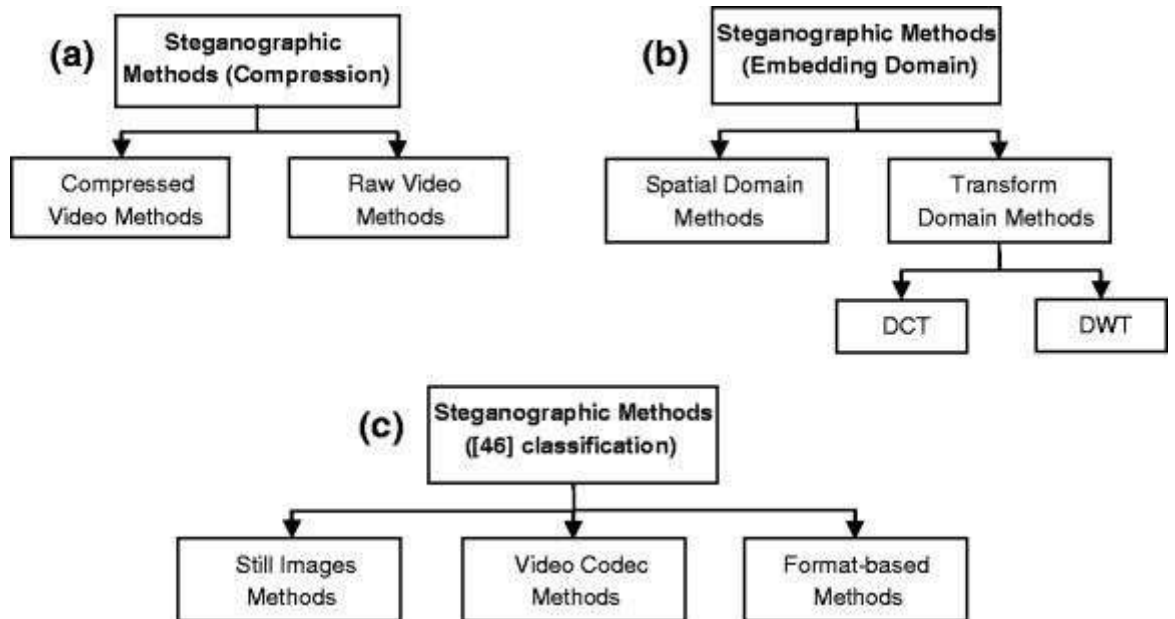 (a)
Steganographic
Methods (Compression)
Compressed
Video Methods
Raw Video
Methods
(b)
Steganographic Methods
(Embedding Domain)
Spatial Domain
Methods
Transform
Domain Methods
DCT
DWT
(c)
Steganographic Methods
([46] classification)
Still Images
Methods
Video Codec
Methods
Format-based
Methods